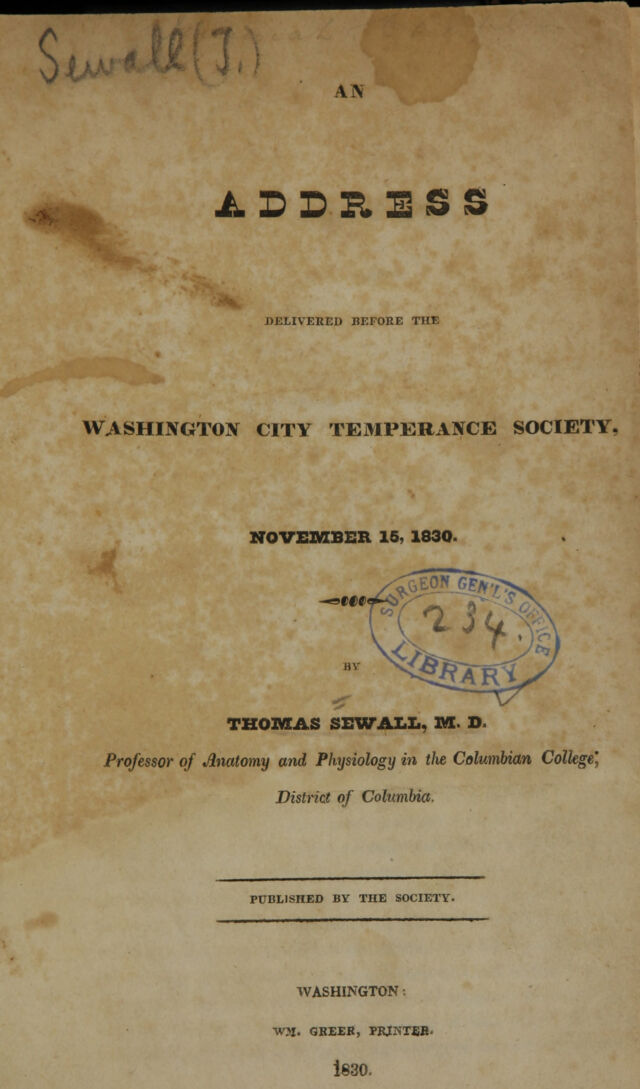 Sewall (T.)
AN
ADDRESS
DELIVERED BEFORE THE
WASHINGTON CITY TEMPERANCE SOCIETY,
NOVEMBER 15, 1830.
SURGEON GEN'L'S OFFICE
234.
LIBRARY
BY
THOMAS SEWALL, M. D.
Professor of Anatomy and Physiology in the Columbian College,
District of Columbia.
PUBLISHED BY THE SOCIETY.
WASHINGTON:
WM. GREER, PRINTER.
1830.